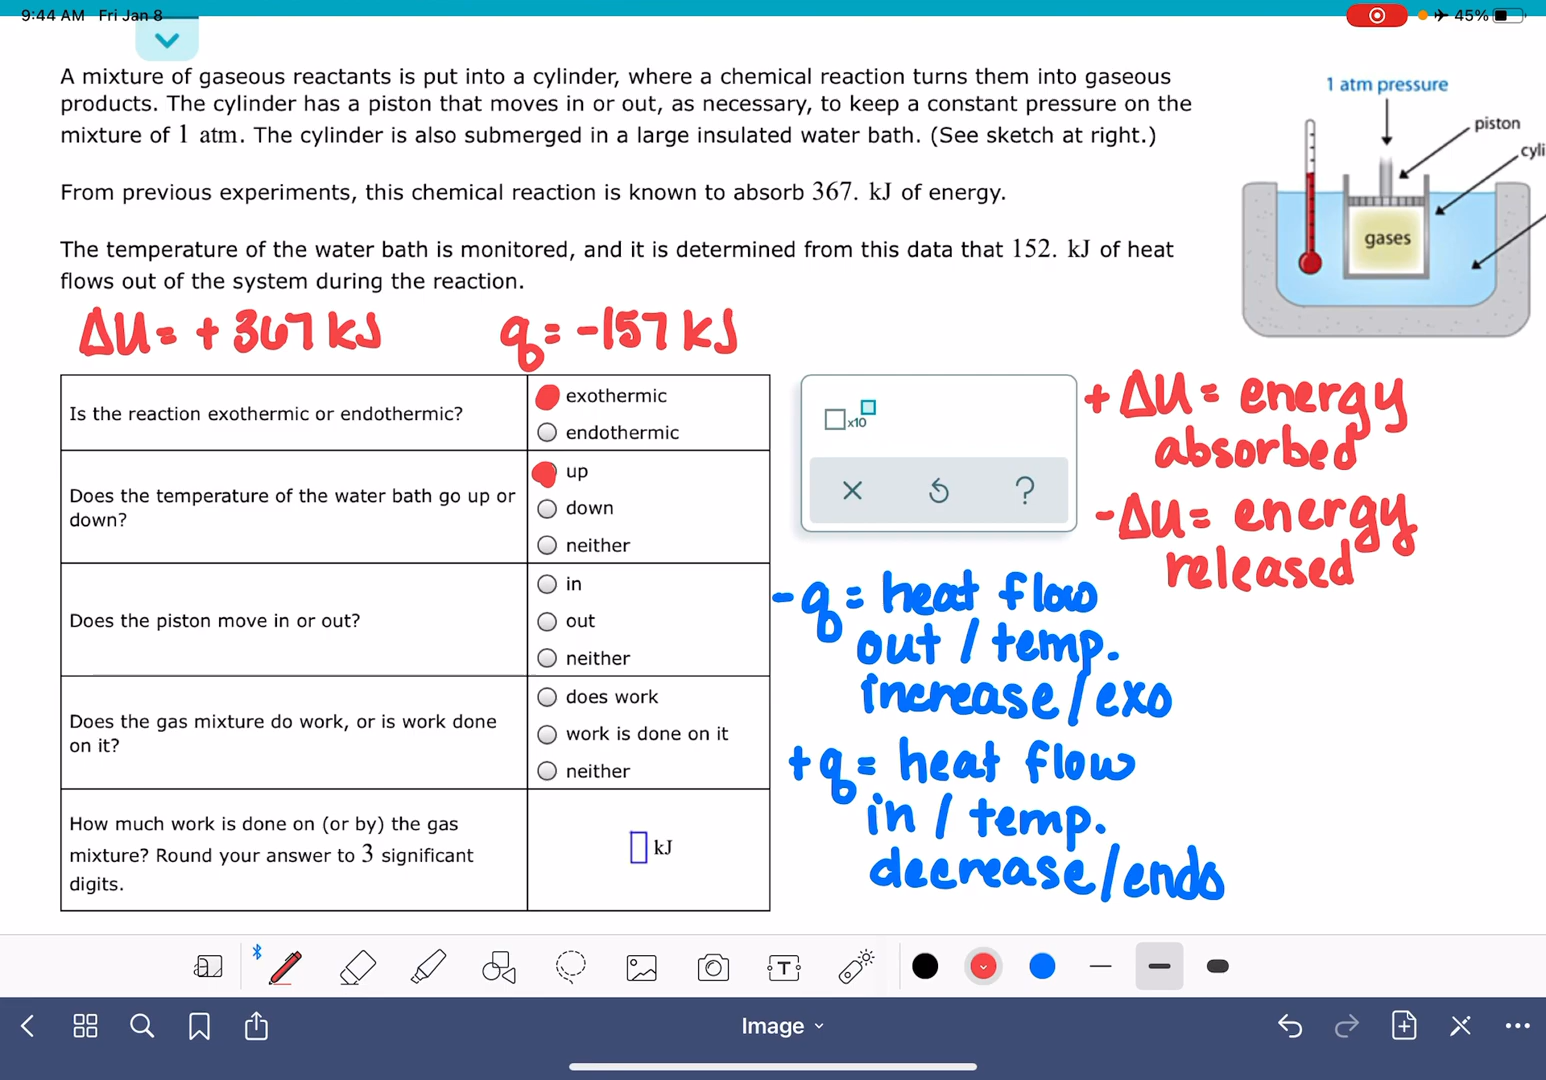 9:44 AM Fri Jan 8
45%
A mixture of gaseous reactants is put into a cylinder, where a chemical reaction turns them into gaseous
products. The cylinder has a piston that moves in or out, as necessary, to keep a constant pressure on the
mixture of 1 atm. The cylinder is also submerged in a large insulated water bath. (See sketch at right.)
From previous experiments, this chemical reaction is known to absorb 367. kJ of energy.
The temperature of the water bath is monitored, and it is determined from this data that 152. kJ of heat
flows out of the system during the reaction.
1 atm pressure
piston
cyli
gases
ΔU = + 367 kJ
q = -157 kJ
Is the reaction exothermic or endothermic?
exothermic
endothermic
Does the temperature of the water bath go up or
down?
up
down
neither
Does the piston move in or out?
in
out
neither
Does the gas mixture do work, or is work done
on it?
does work
work is done on it
neither
How much work is done on (or by) the gas
mixture? Round your answer to 3 significant
digits.
kJ
x10
?
+ ΔU = energy
absorbed
- ΔU = energy
released
- q = heat flow
out / temp.
increase / exo
+ q = heat flow
in / temp.
decrease / endo
T
Image